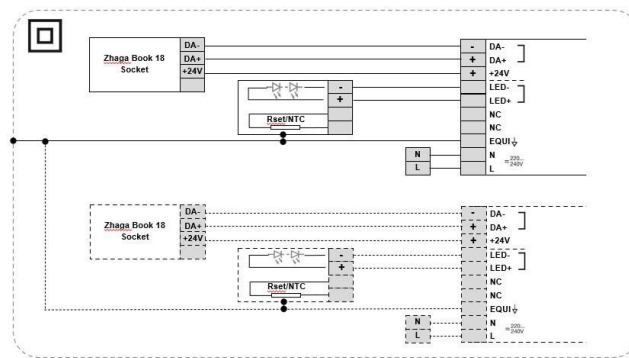 DA-
DA+
+24V
Zhaga Book 18
Socket
-
+
Rset/NTC
-
+
+
DA-
DA+
+24V
LED-
LED+
NC
NC
EQUI
N
L
N
L
220...
240V
DA-
DA+
+24V
Zhaga Book 18
Socket
-
+
Rset/NTC
-
+
+
DA-
DA+
+24V
LED-
LED+
NC
NC
EQUI
N
L
N
L
220...
240V